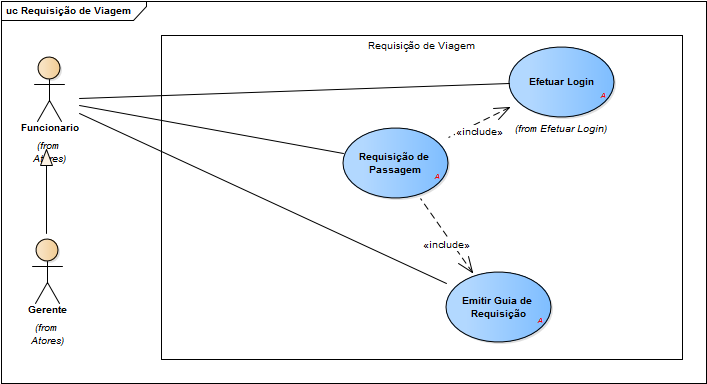 uc Requisição de Viagem
Requisição de Viagem
Efetuar Login
A
(from Efetuar Login)
«include»
Funcionario
(from
Atores)
Requisição de
Passagem
A
«include»
Emitir Guia de
Requisição
A
Gerente
(from
Atores)